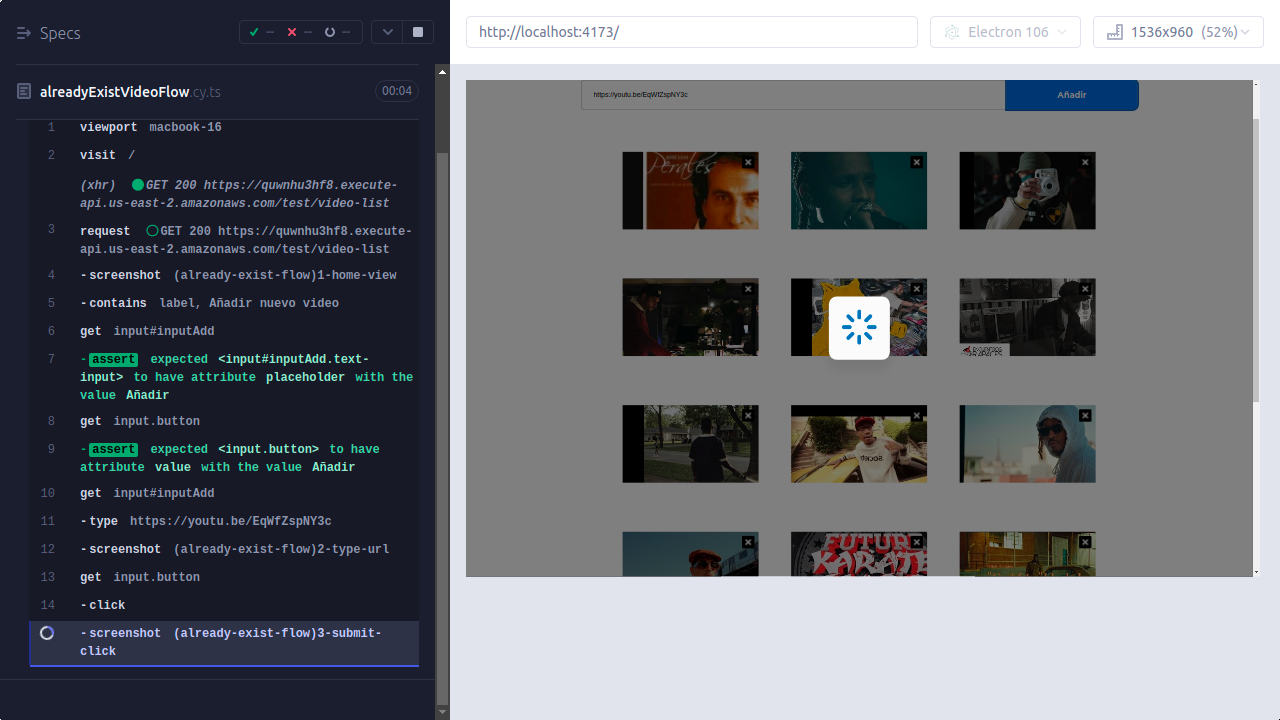 Specs
--
--
--
alreadyExistVideoFlow.cy.ts
00:04
1 viewport macbook-16
2 visit /
(xhr) GET 200 https://quwnhu3hf8.execute-
api.us-east-2.amazonaws.com/test/video-list
3 request GET 200 https://quwnhu3hf8.execute-
api.us-east-2.amazonaws.com/test/video-list
4 -screenshot (already-exist-flow)1-home-view
5 -contains label, Añadir nuevo video
6 get input#inputAdd
7 -assert expected <input#inputAdd.text-
input> to have attribute placeholder with the
value Añadir
8 get input.button
9 -assert expected <input.button> to have
attribute value with the value Añadir
10 get input#inputAdd
11 -type https://youtu.be/EqWfZspNY3c
12 -screenshot (already-exist-flow)2-type-url
13 get input.button
14 -click
-screenshot (already-exist-flow)3-submit-
click
http://localhost:4173/
Electron 106
1536x960 (52%)
https://youtu.be/EqWfZspNY3c
Añadir
Perales
FUTURE
KARATE